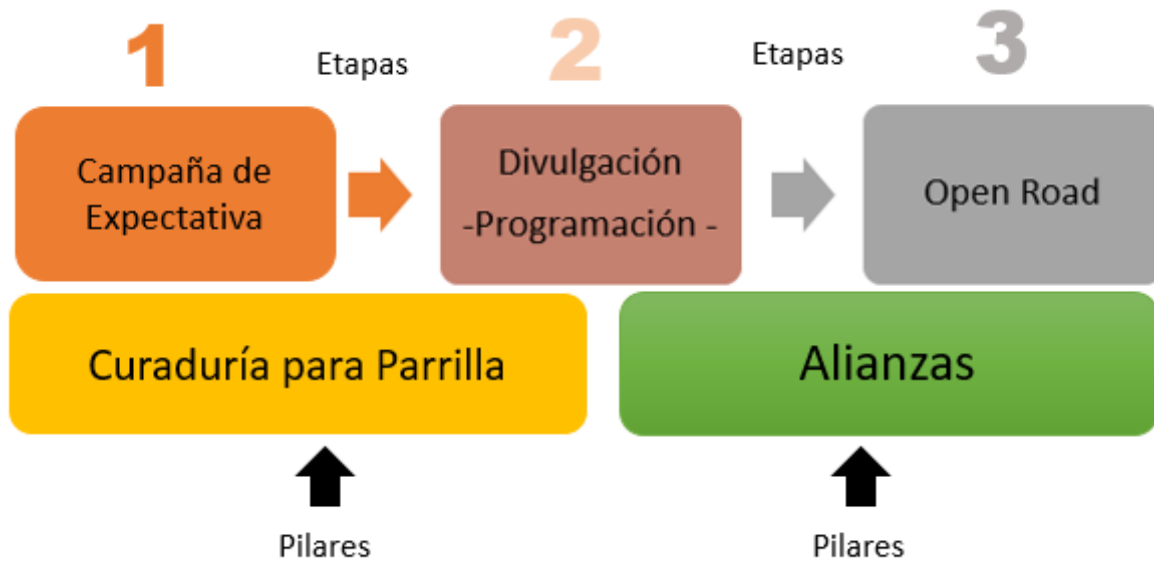 1
Etapas
2
Etapas
3
Campaña de
Expectativa
Divulgación
-Programación -
Open Road
Curaduría para Parrilla
Alianzas
Pilares
Pilares